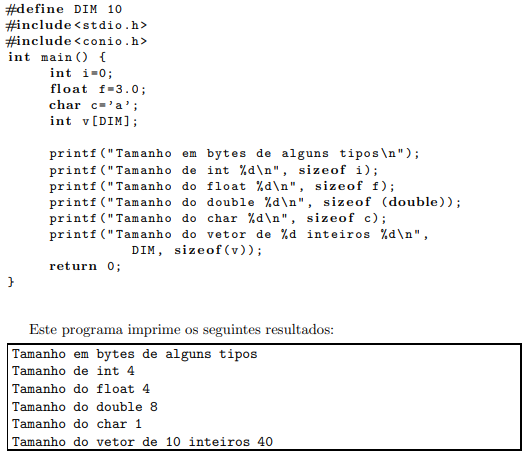 #define DIM 10
#include<stdio.h>
#include<conio.h>
int main() {
int i=0;
float f=3.0;
char c='a';
int v[DIM];
printf("Tamanho em bytes de alguns tipos\n");
printf("Tamanho de int %d\n", sizeof i);
printf("Tamanho do float %d\n", sizeof f);
printf("Tamanho do double %d\n", sizeof (double));
printf("Tamanho do char %d\n", sizeof c);
printf("Tamanho do vetor de %d inteiros %d\n",
DIM, sizeof(v));
return 0;
}
Este programa imprime os seguintes resultados:
Tamanho em bytes de alguns tipos
Tamanho de int 4
Tamanho do float 4
Tamanho do double 8
Tamanho do char 1
Tamanho do vetor de 10 inteiros 40